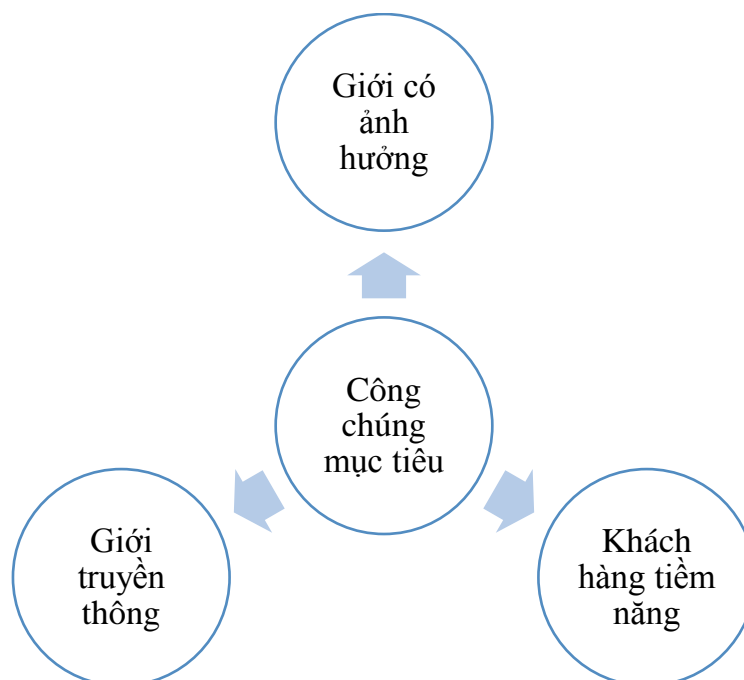 Giới có
ảnh
hưởng
Công
chúng
mục tiêu
Giới
truyền
thông
Khách
hàng tiềm
năng